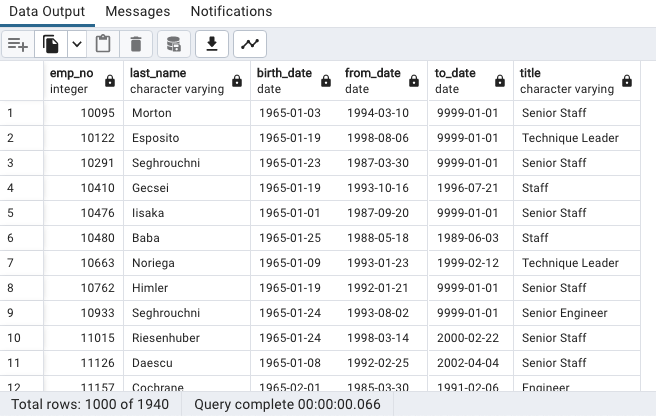 Data Output Messages Notifications
emp_no last_name birth_date from_date to_date title
integer character varying date date date character varying
1 10095 Morton 1965-01-03 1994-03-10 9999-01-01 Senior Staff
2 10122 Esposito 1965-01-19 1998-08-06 9999-01-01 Technique Leader
3 10291 Seghrouchni 1965-01-23 1987-03-30 9999-01-01 Senior Staff
4 10410 Gecsei 1965-01-19 1993-10-16 1996-07-21 Staff
5 10476 Iisaka 1965-01-01 1987-09-20 9999-01-01 Senior Staff
6 10480 Baba 1965-01-25 1988-05-18 1989-06-03 Staff
7 10663 Noriega 1965-01-09 1993-01-23 1999-02-12 Technique Leader
8 10762 Himler 1965-01-19 1992-01-21 9999-01-01 Senior Staff
9 10933 Seghrouchni 1965-01-24 1993-08-02 9999-01-01 Senior Engineer
10 11015 Riesenhuber 1965-01-24 1998-03-14 2000-02-22 Senior Staff
11 11126 Daescu 1965-01-08 1992-02-25 2002-04-04 Senior Staff
12 11157 Cochrane 1965-02-01 1985-03-30 1991-02-06 Engineer
Total rows: 1000 of 1940 Query complete 00:00:00.066